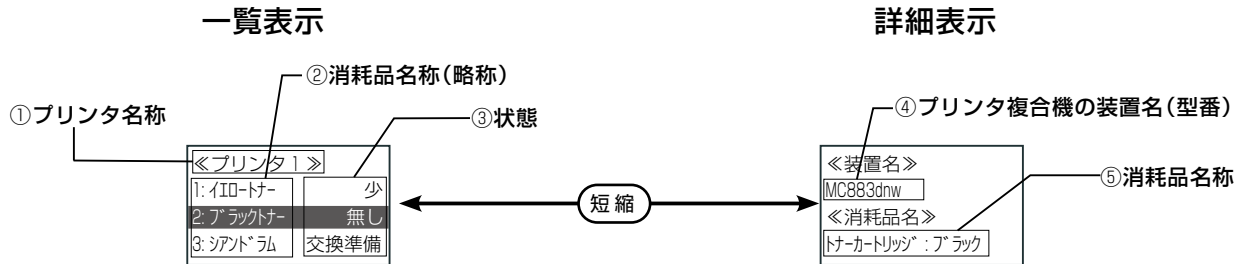 一覧表示
詳細表示
②消耗品名称(略称)
①プリンタ名称
③状態
④プリンタ複合機の装置名(型番)
≪プリンタ1≫
1:イエロートナー 少
2:ブラックトナー 無し
3:シアンドラム 交換準備
短縮
≪装置名≫
MC883dnw
⑤消耗品名称
≪消耗品名≫
トナーカートリッジ:ブラック